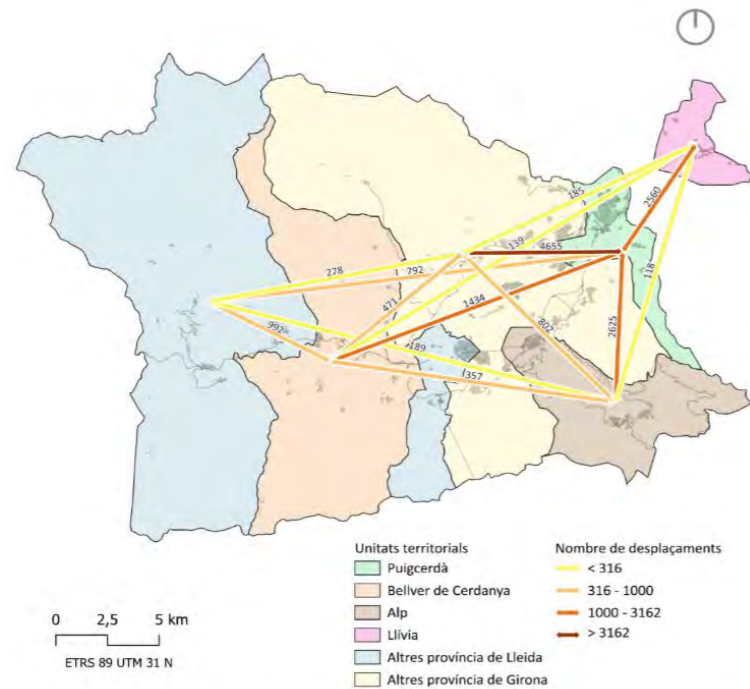 185
2560
139
4655
118
278
792
471
1434
802
2625
992
189
357
Unitats territorials
Puigcerdà
Bellver de Cerdanya
Alp
Llívia
Altres província de Lleida
Altres província de Girona
Nombre de desplaçaments
< 316
316 - 1000
1000 - 3162
> 3162
0 2,5 5 km
ETRS 89 UTM 31 N